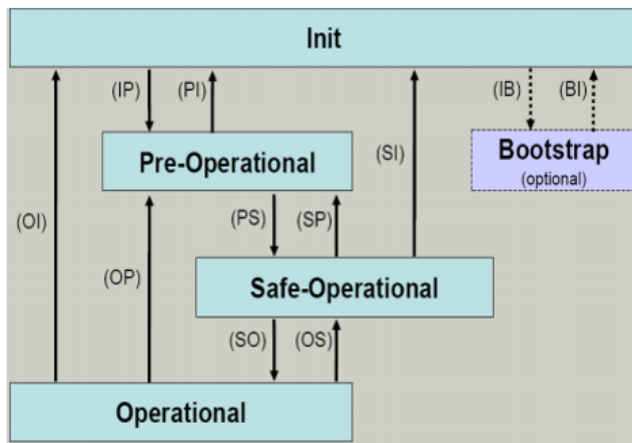 Init
(IP)
(PI)
(IB)
(BI)
Pre-Operational
Bootstrap
(optional)
(SI)
(OI)
(PS)
(SP)
(OP)
Safe-Operational
(SO)
(OS)
Operational